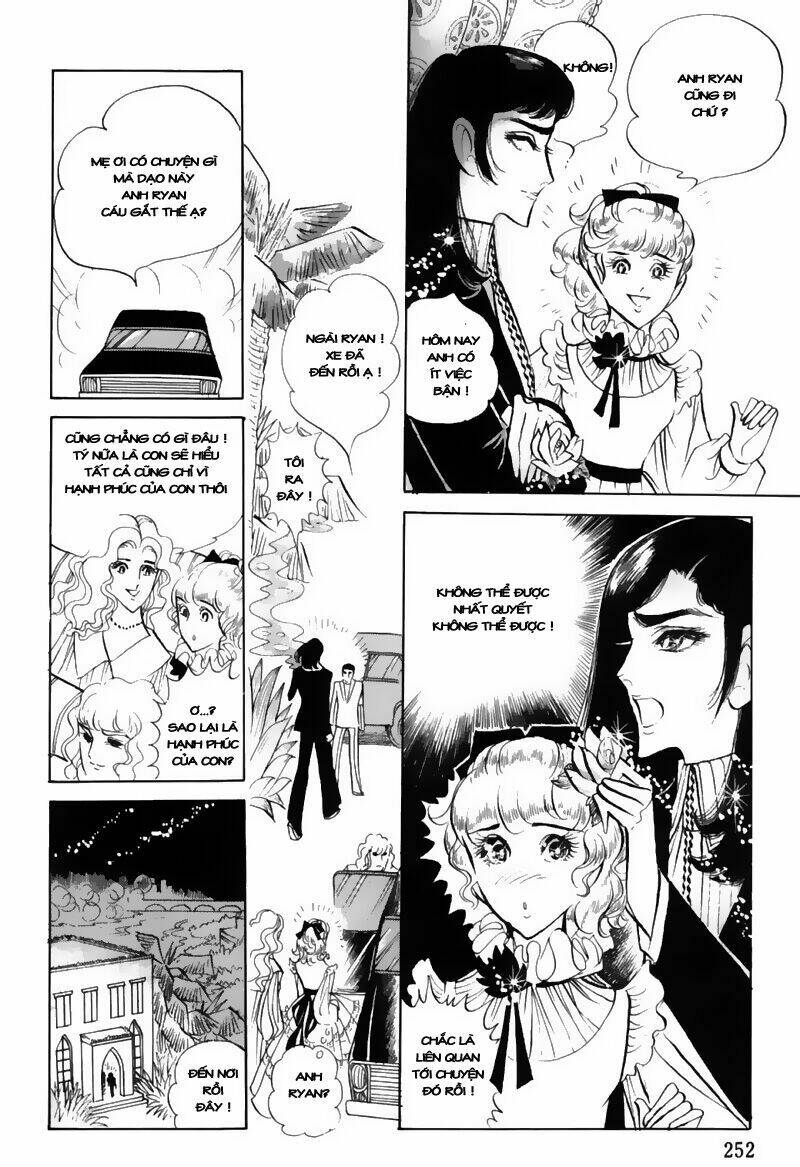 KHÔNG!
ANH RYAN
CŨNG ĐI
CHỨ ?
HÔM NAY
ANH CÓ
ÍT VIỆC
BẬN !
KHÔNG THỂ ĐƯỢC
NHẤT QUYẾT
KHÔNG THỂ ĐƯỢC !
CHẮC LÀ
LIÊN QUAN
TỚI CHUYỆN
ĐÓ RỒI !
NGÀI RYAN !
XE ĐÃ
ĐẾN RỒI Ạ !
TÔI
RA
ĐÂY !
ANH
RYAN?
MẸ ƠI CÓ CHUYỆN GÌ
MÀ DẠO NÀY
ANH RYAN
CÁU GẮT THẾ Ạ?
CŨNG CHẲNG CÓ GÌ ĐÂU !
TÝ NỮA LÀ CON SẼ HIỂU
TẤT CẢ CŨNG CHỈ VÌ
HẠNH PHÚC CỦA CON THÔI
Ơ...?
SAO LẠI LÀ
HẠNH PHÚC
CỦA CON?
ĐẾN NƠI
RỒI
ĐÂY !
252